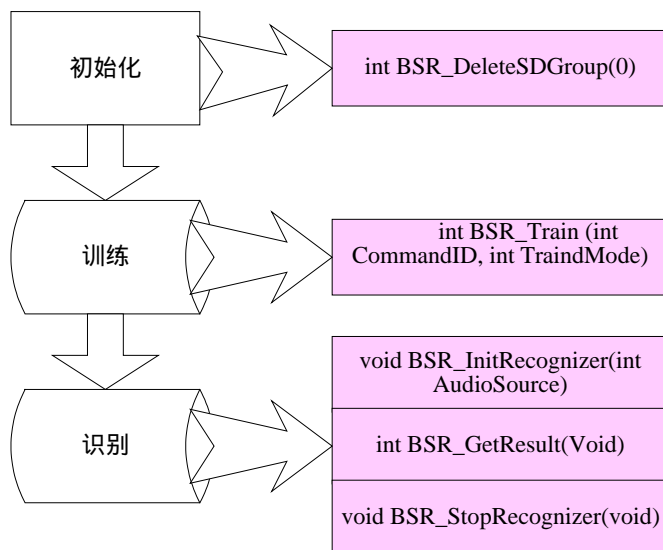 初始化
int BSR_DeleteSDGroup(0)
训练
int BSR_Train (int
CommandID, int TraindMode)
识别
void BSR_InitRecognizer(int
AudioSource)
int BSR_GetResult(Void)
void BSR_StopRecognizer(void)